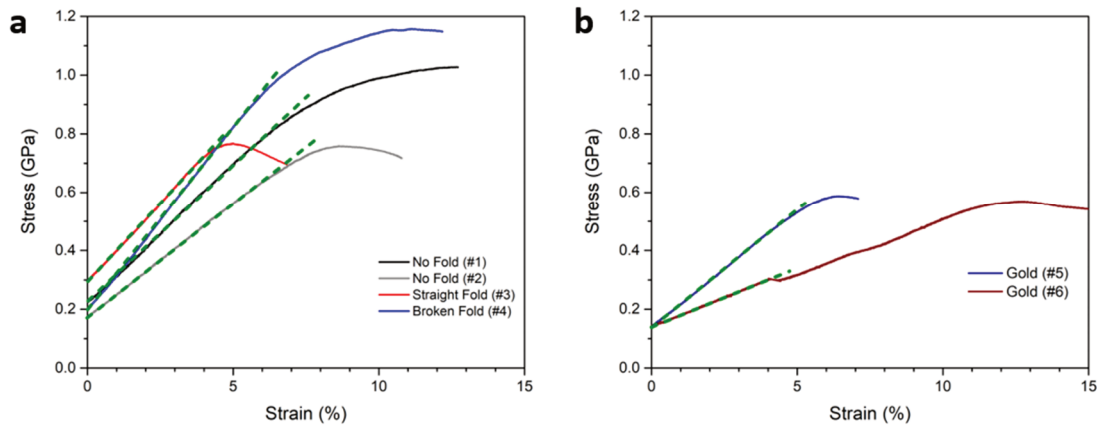 a
1.2
1.0
0.8
0.6
0.4
0.2
0.0
Stress (GPa)
0
5
10
15
Strain (%)
No Fold (#1)
No Fold (#2)
Straight Fold (#3)
Broken Fold (#4)
b
1.2
1.0
0.8
0.6
0.4
0.2
0.0
Stress (GPa)
0
5
10
15
Strain (%)
Gold (#5)
Gold (#6)